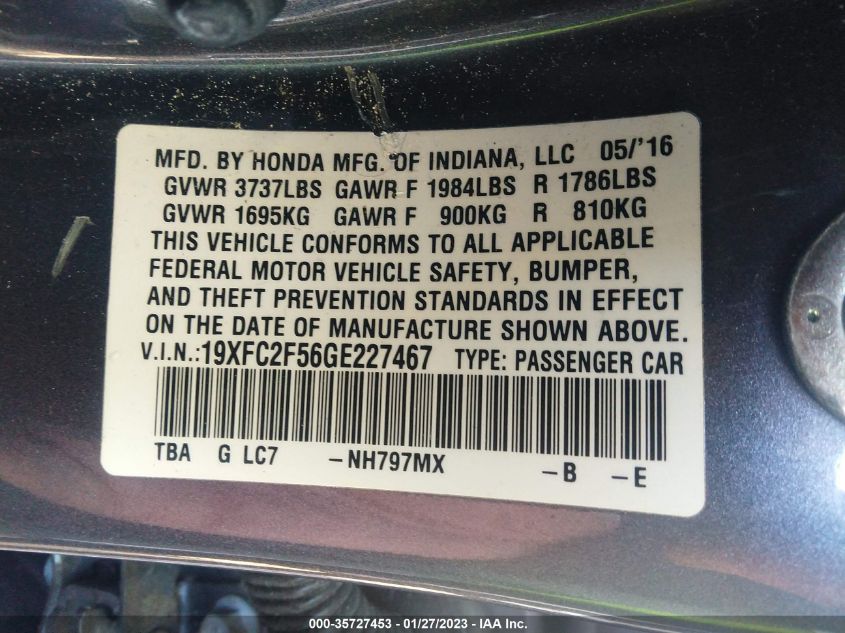 MFD. BY HONDA MFG. OF INDIANA, LLC 05/'16
GVWR 3737LBS GAWR F 1984LBS R 1786LBS
GVWR 1695KG GAWR F 900KG R 810KG
THIS VEHICLE CONFORMS TO ALL APPLICABLE
FEDERAL MOTOR VEHICLE SAFETY, BUMPER,
AND THEFT PREVENTION STANDARDS IN EFFECT
ON THE DATE OF MANUFACTURE SHOWN ABOVE.
V.I.N.:19XFC2F56GE227467 TYPE: PASSENGER CAR
TBA G LC7 –NH797MX –B –E
000-35727453 – 01/27/2023 – IAA Inc.